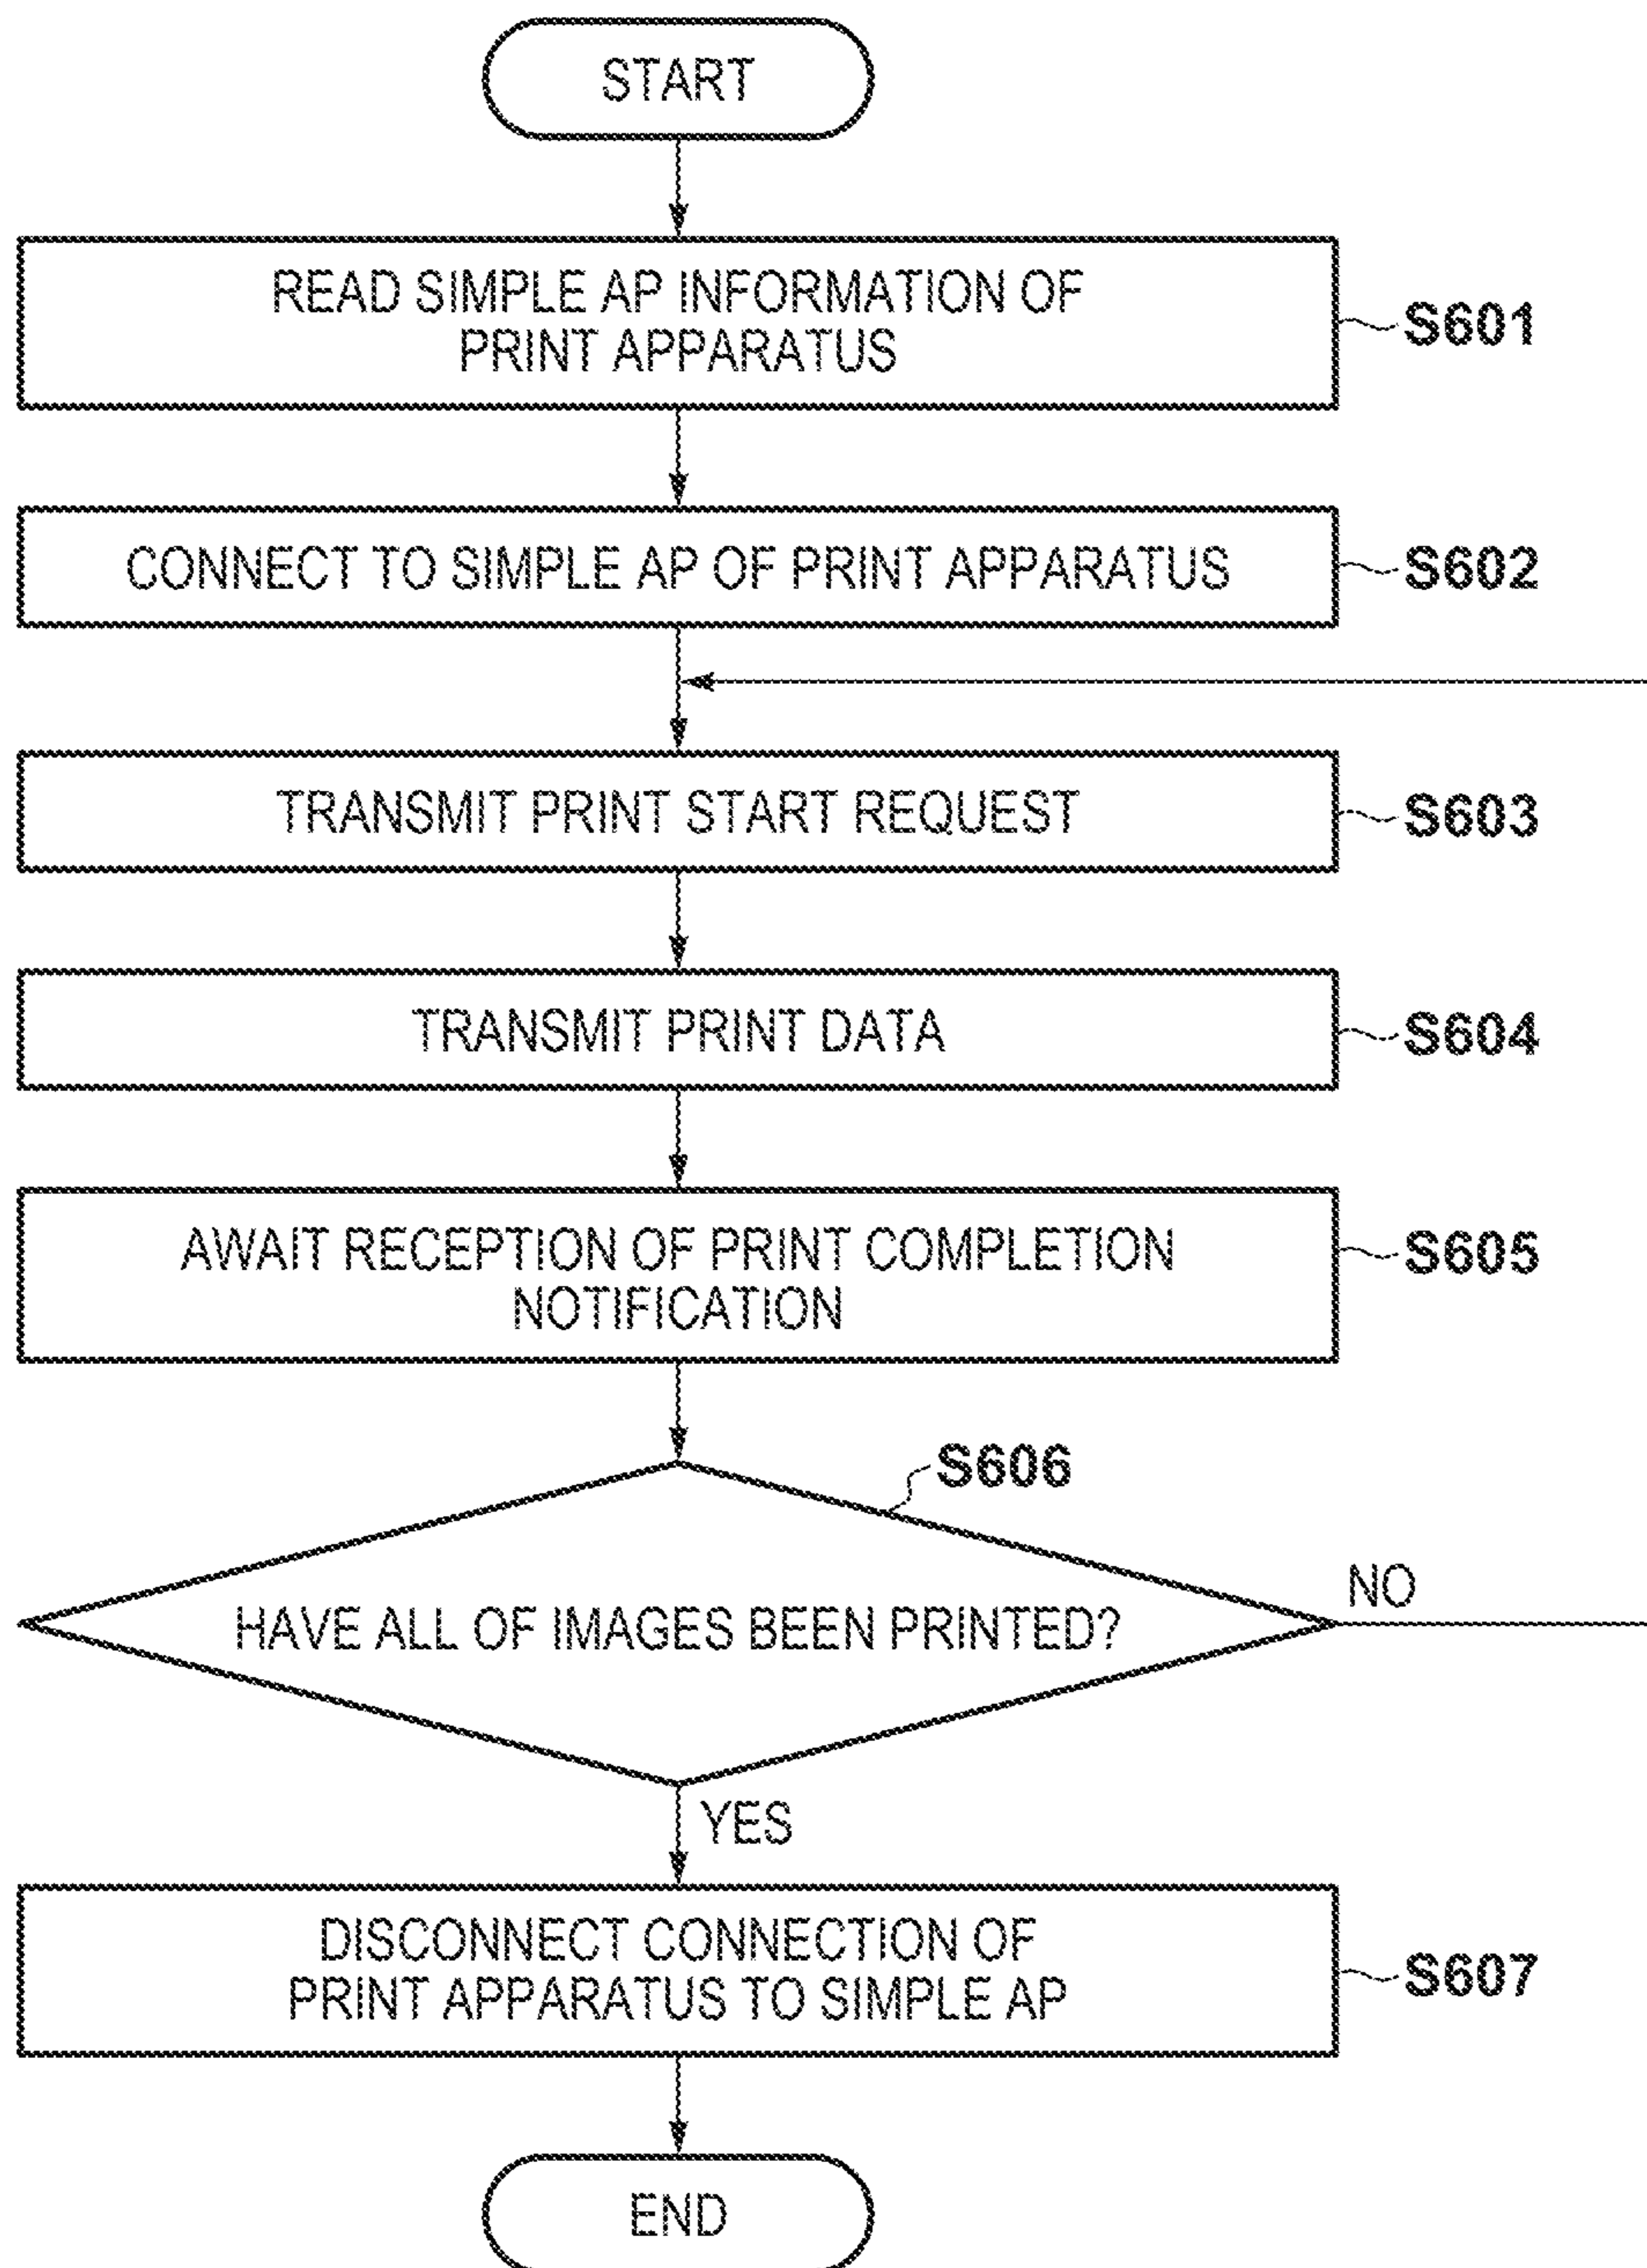 START
READ SIMPLE AP INFORMATION OF
PRINT APPARATUS
S601
CONNECT TO SIMPLE AP OF PRINT APPARATUS
S602
TRANSMIT PRINT START REQUEST
S603
TRANSMIT PRINT DATA
S604
AWAIT RECEPTION OF PRINT COMPLETION
NOTIFICATION
S605
S606
HAVE ALL OF IMAGES BEEN PRINTED?
NO
YES
DISCONNECT CONNECTION OF
PRINT APPARATUS TO SIMPLE AP
S607
END